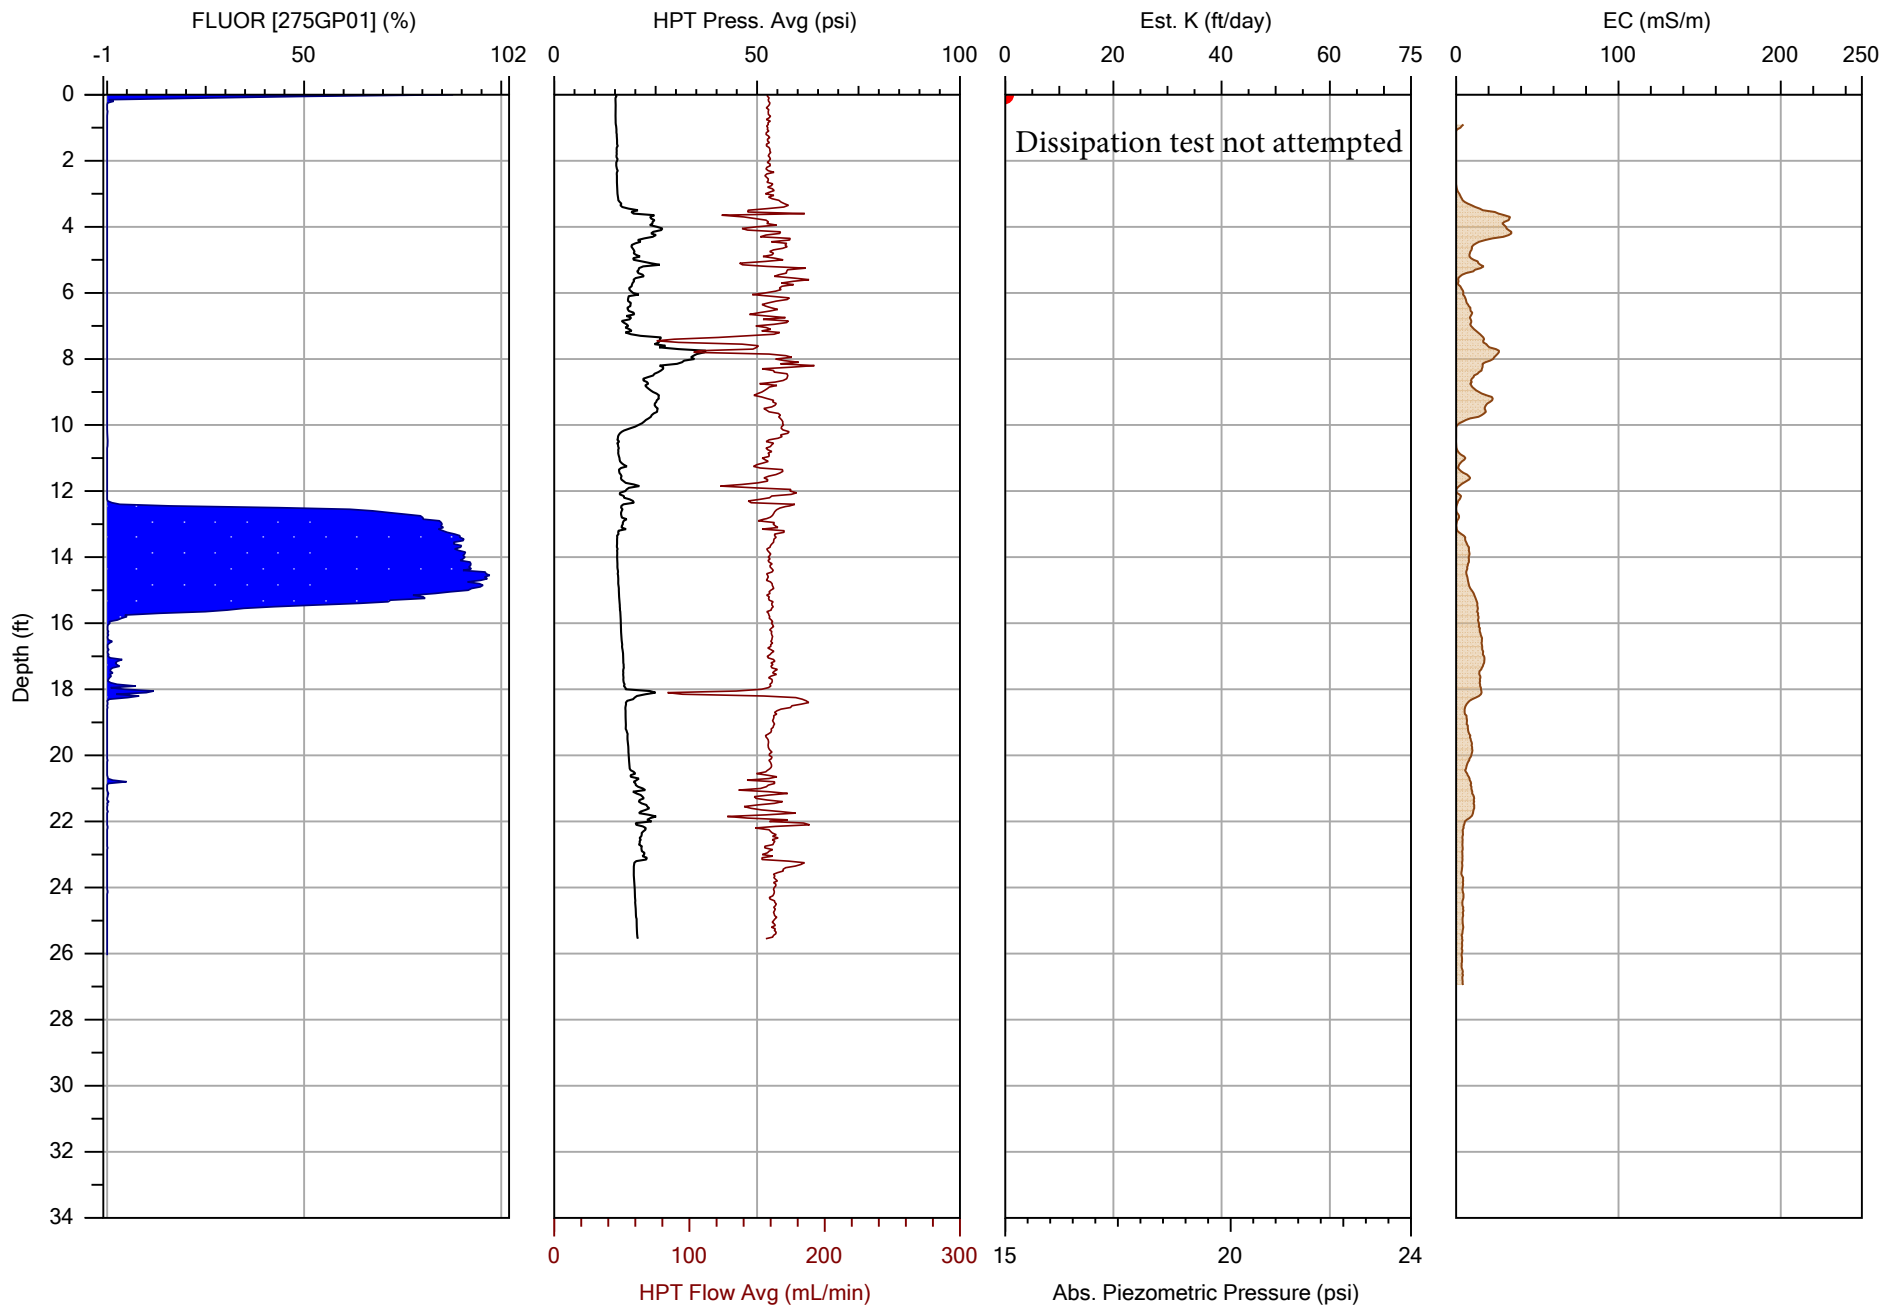 FLUOR [275GP01] (%)
HPT Press. Avg (psi)
Est. K (ft/day)
EC (mS/m)
-1 50 102
0 50 100
0 20 40 60 75
0 100 200 250
Dissipation test not attempted
Depth (ft)
0
2
4
6
8
10
12
14
16
18
20
22
24
26
28
30
32
34
0 100 200 300
15 20 24
HPT Flow Avg (mL/min)
Abs. Piezometric Pressure (psi)